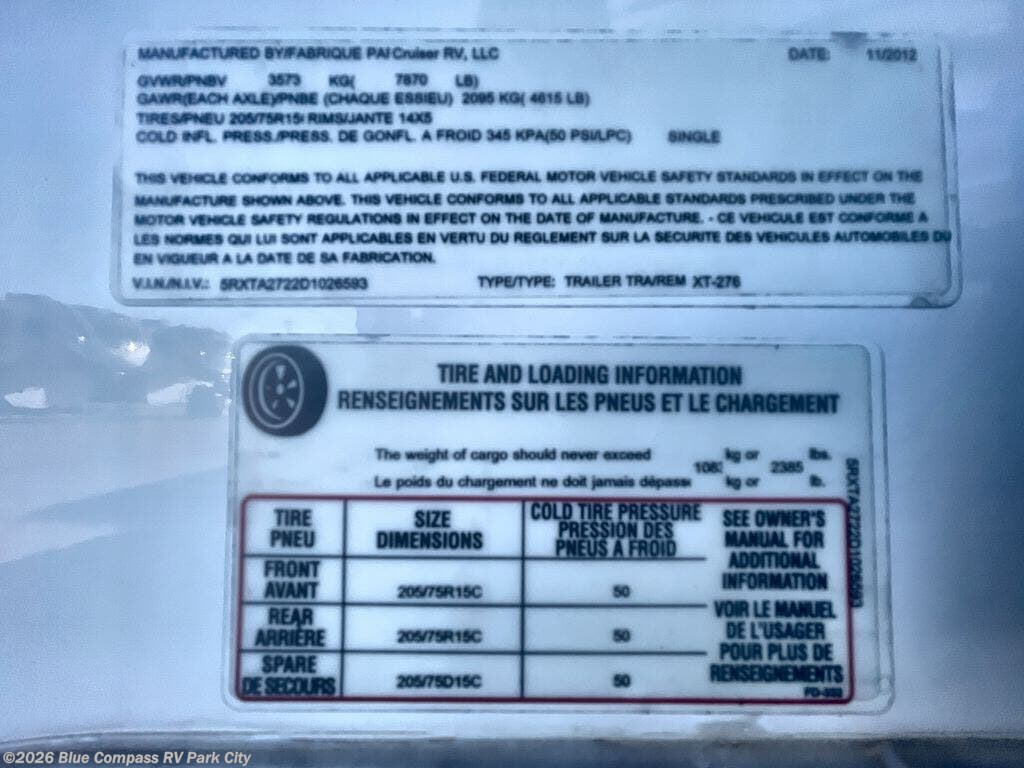 MANUFACTURED BY/FABRIQUE PAI Cruiser RV, LLC DATE: 11/2012
GVWR/PNBV 3573 KG( 7870 LB)
GAWR(EACH AXLE)/PNBE (CHAQUE ESSIEU) 2095 KG( 4615 LB)
TIRES/PNEU 205/75R15 RIMS/JANTE 14X5
COLD INFL. PRESS./PRESS. DE GONFL. A FROID 345 KPA(50 PSI/LPC) SINGLE
THIS VEHICLE CONFORMS TO ALL APPLICABLE U.S. FEDERAL MOTOR VEHICLE SAFETY STANDARDS IN EFFECT ON THE
MANUFACTURE SHOWN ABOVE. THIS VEHICLE CONFORMS TO ALL APPLICABLE STANDARDS PRESCRIBED UNDER THE
MOTOR VEHICLE SAFETY REGULATIONS IN EFFECT ON THE DATE OF MANUFACTURE. - CE VEHICULE EST CONFORME A
LES NORMES QUI LUI SONT APPLICABLES EN VERTU DU REGLEMENT SUR LA SECURITE DES VEHICULES AUTOMOBILES DU
EN VIGUEUR A LA DATE DE SA FABRICATION.
V.I.N./N.I.V.: 5RXTA2722D1026593 TYPE/TYPE: TRAILER TRA/REM XT-276
TIRE AND LOADING INFORMATION
RENSEIGNEMENTS SUR LES PNEUS ET LE CHARGEMENT
The weight of cargo should never exceed kg or lbs.
108 2385
Le poids du chargement ne doit jamais dépass kg or lb.
5RXTA2722D1026593
TIRE
PNEU
SIZE
DIMENSIONS
COLD TIRE PRESSURE
PRESSION DES
PNEUS A FROID
SEE OWNER'S
MANUAL FOR
ADDITIONAL
INFORMATION
FRONT
AVANT
205/75R15C
50
REAR
ARRIÈRE
205/75R15C
50
VOIR LE MANUEL
DE L'USAGER
POUR PLUS DE
RENSEIGNEMENTS
SPARE
DE SECOURS
205/75D15C
50
©2026 Blue Compass RV Park City